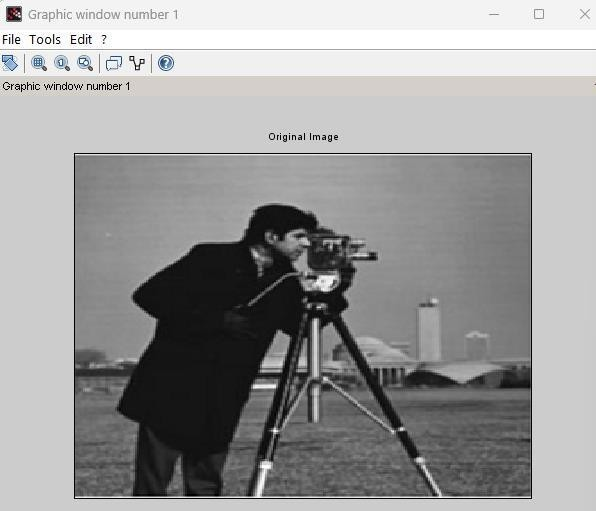 Graphic window number 1
File Tools Edit ?
Graphic window number 1
Original Image